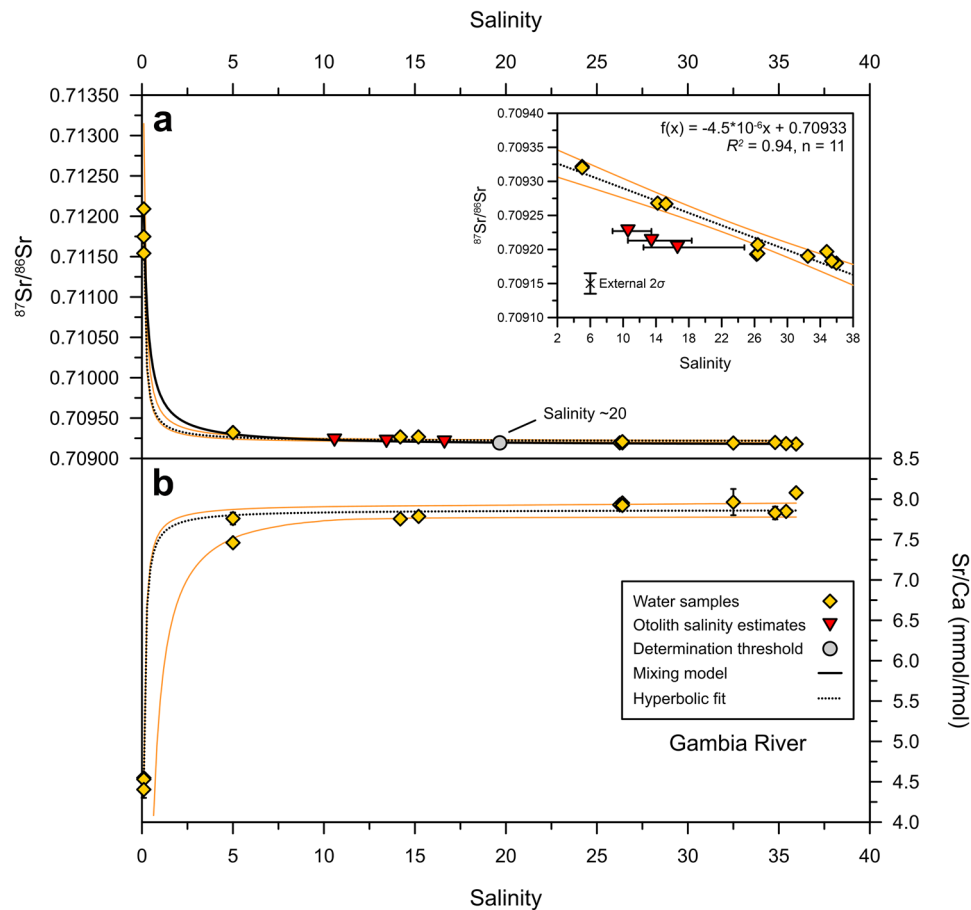 Salinity
0 5 10 15 20 25 30 35 40
a
0.71350
0.71300
0.71250
0.71200
0.71150
0.71100
0.71050
0.71000
0.70950
0.70900
⁸⁷Sr/⁸⁶Sr
0.70940
0.70935
0.70930
0.70925
0.70920
0.70915
0.70910
⁸⁷Sr/⁸⁶Sr
f(x) = -4.5*10⁻⁶x + 0.70933
R² = 0.94, n = 11
External 2σ
2 6 10 14 18 22 26 30 34 38
Salinity
Salinity ~20
b
8.5
8.0
7.5
7.0
6.5
6.0
5.5
5.0
4.5
4.0
Sr/Ca (mmol/mol)
Water samples
Otolith salinity estimates
Determination threshold
Mixing model
Hyperbolic fit
Gambia River
0 5 10 15 20 25 30 35 40
Salinity